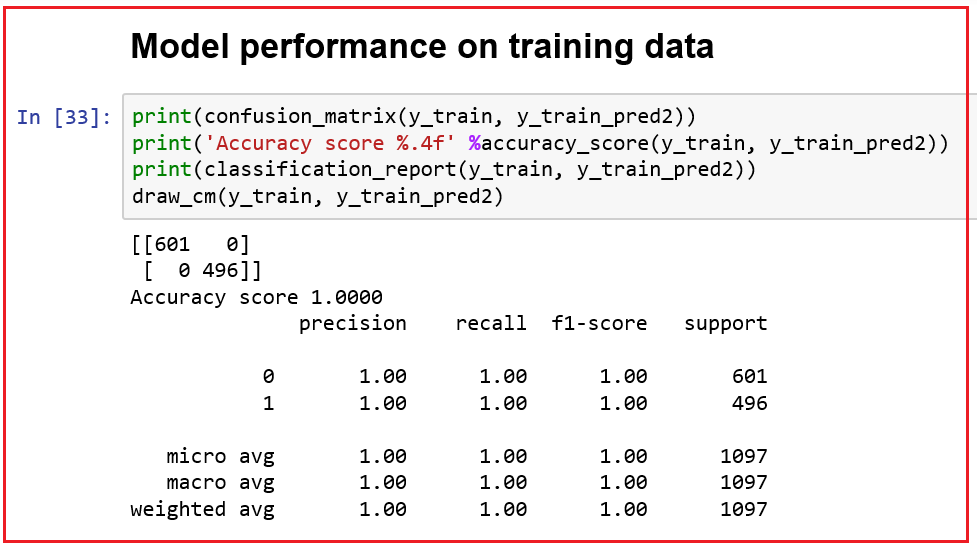 Model performance on training data
In [33]:
print(confusion_matrix(y_train, y_train_pred2))
print('Accuracy score %.4f' %accuracy_score(y_train, y_train_pred2))
print(classification_report(y_train, y_train_pred2))
draw_cm(y_train, y_train_pred2)
[[601   0]
 [  0 496]]
Accuracy score 1.0000
              precision    recall  f1-score   support
           0       1.00      1.00      1.00       601
           1       1.00      1.00      1.00       496
   micro avg       1.00      1.00      1.00      1097
   macro avg       1.00      1.00      1.00      1097
weighted avg       1.00      1.00      1.00      1097